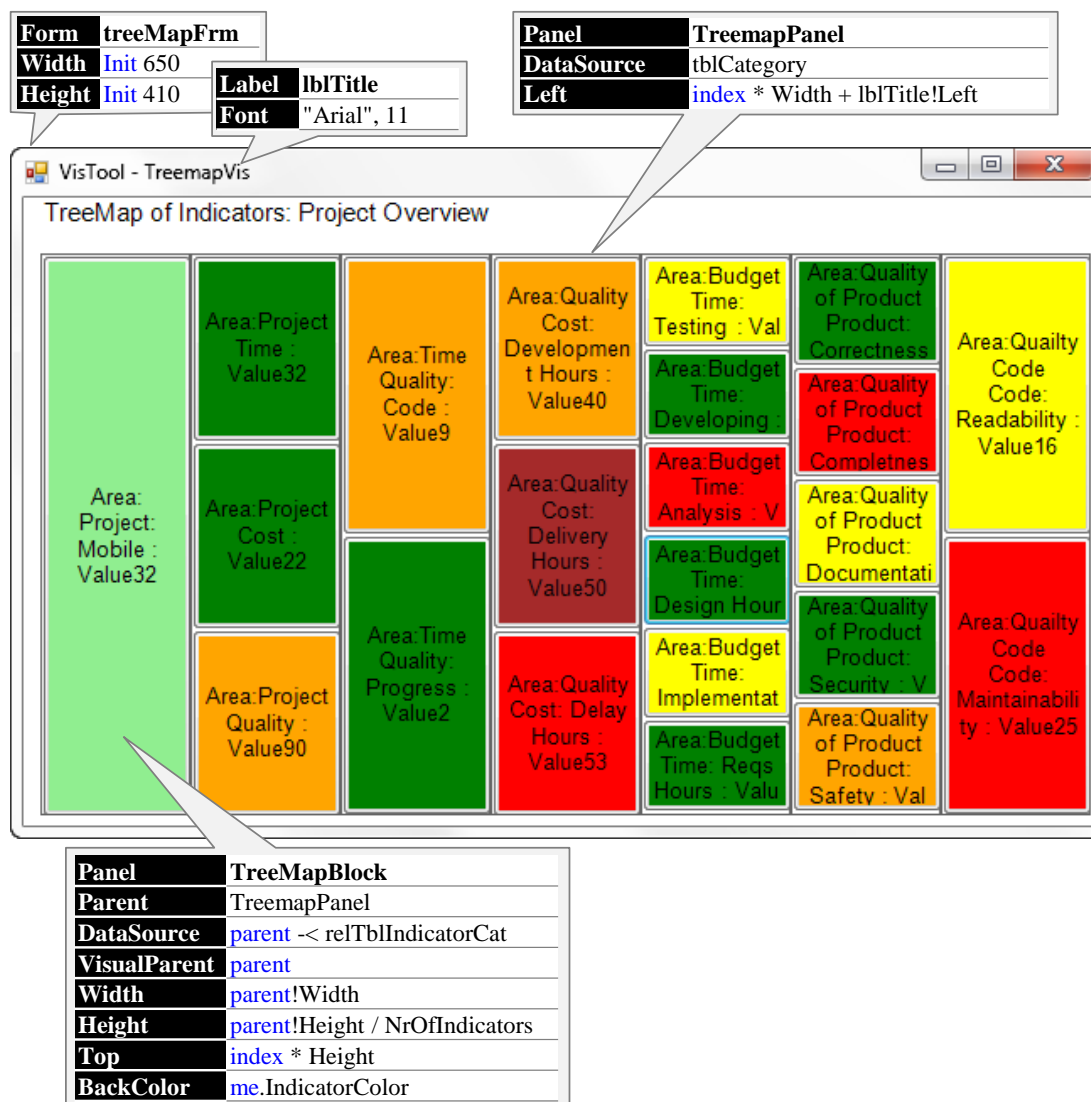 Form treeMapFrm
Width Init 650
Height Init 410
Label lblTitle
Font "Arial", 11
Panel TreemapPanel
DataSource tblCategory
Left index * Width + lblTitle!Left
VisTool - TreemapVis
TreeMap of Indicators: Project Overview
Area:
Project:
Mobile :
Value32
Area:Project
Time :
Value32
Area:Project
Cost :
Value22
Area:Project
Quality :
Value90
Area:Time
Quality:
Code :
Value9
Area:Time
Quality:
Progress :
Value2
Area:Quality
Cost:
Developmen
t Hours :
Value40
Area:Quality
Cost:
Delivery
Hours :
Value50
Area:Quality
Cost: Delay
Hours :
Value53
Area:Budget
Time:
Testing : Val
Area:Budget
Time:
Developing :
Area:Budget
Time:
Analysis : V
Area:Budget
Time:
Design Hour
Area:Budget
Time:
Implementat
Area:Budget
Time: Reqs
Hours : Valu
Area:Quality
of Product
Product:
Correctness
Area:Quality
of Product
Product:
Completnes
Area:Quality
of Product
Product:
Documentati
Area:Quality
of Product
Product:
Security : V
Area:Quality
of Product
Product:
Safety : Val
Area:Quailty
Code
Code:
Readability :
Value16
Area:Quailty
Code
Code:
Maintainabili
ty : Value25
Panel TreeMapBlock
Parent TreemapPanel
DataSource parent -< relTblIndicatorCat
VisualParent parent
Width parent!Width
Height parent!Height / NrOfIndicators
Top index * Height
BackColor me.IndicatorColor